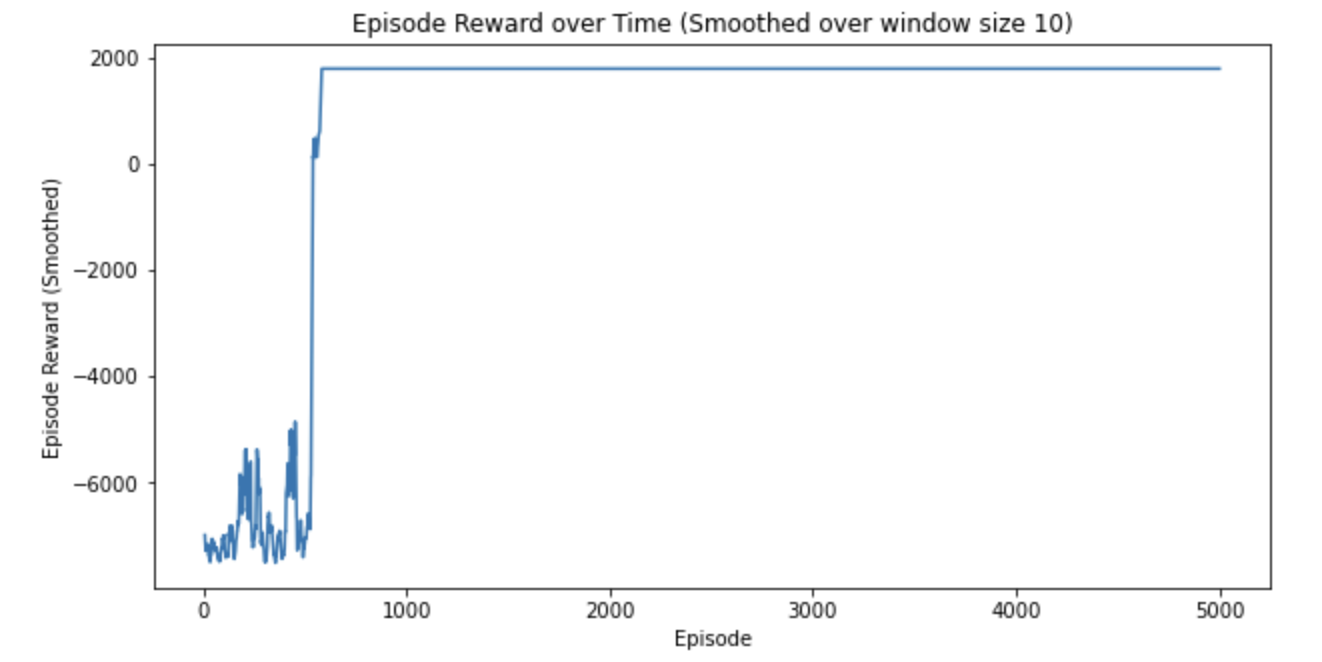 Episode Reward over Time (Smoothed over window size 10)
2000
0
−2000
−4000
−6000
Episode Reward (Smoothed)
0 1000 2000 3000 4000 5000
Episode